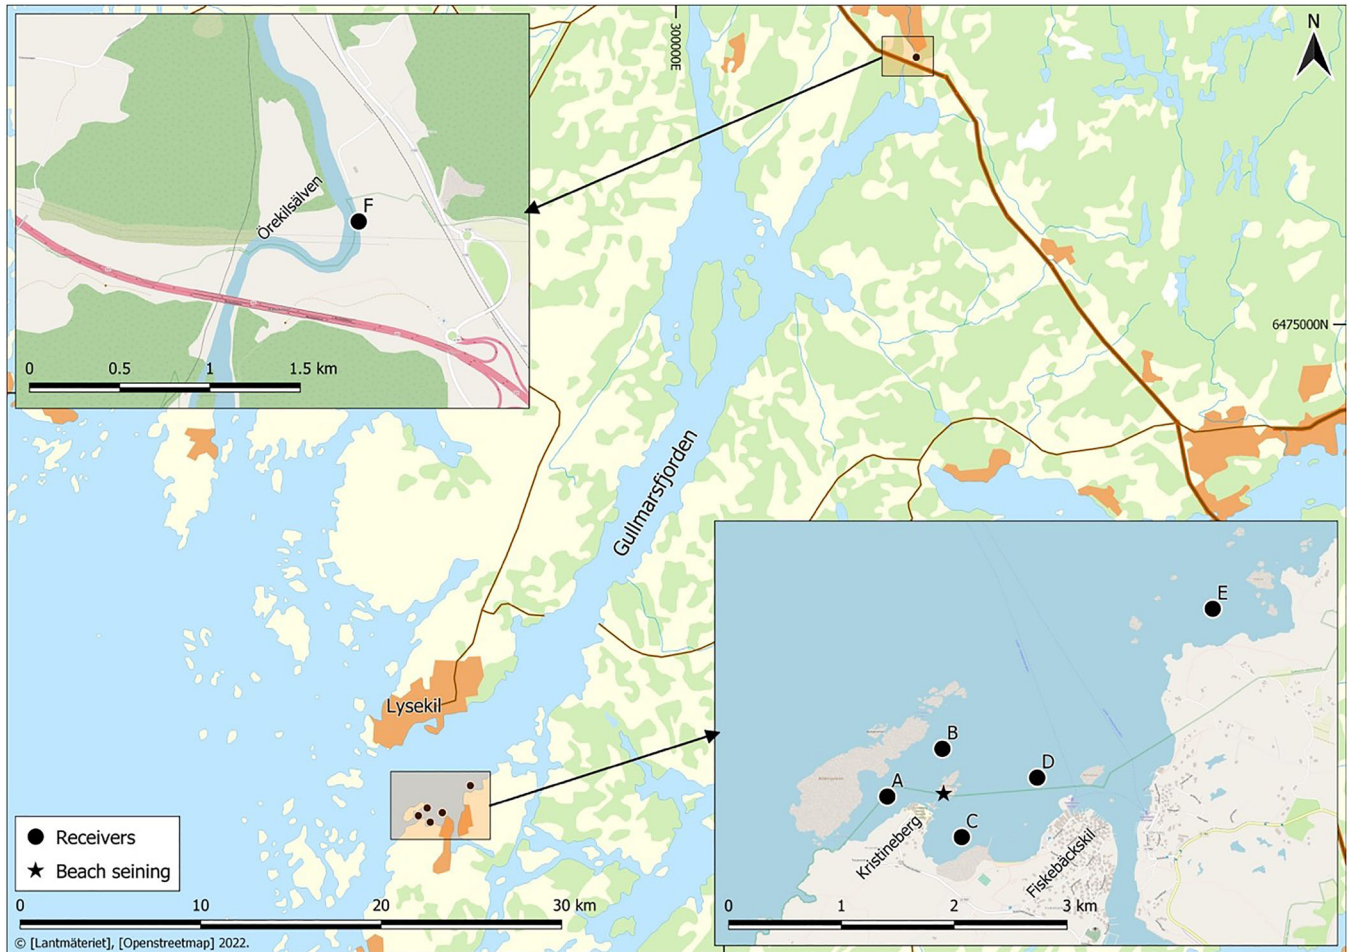 300000E
N
Örekilsälven
F
0 0.5 1 1.5 km
6475000N
Gullmarsfjorden
Lysekil
E
B
D
A
C
Kristineberg
Fiskebäckskil
Receivers
Beach seining
0 10 20 30 km
0 1 2 3 km
© [Lantmäteriet], [Openstreetmap] 2022.